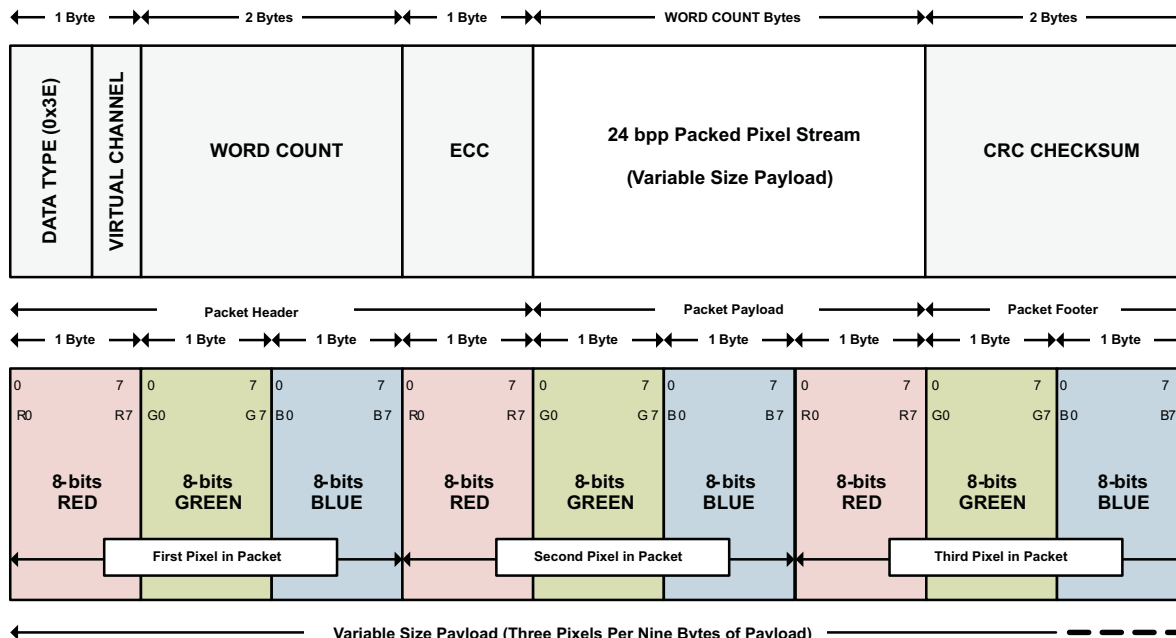 1 Byte 2 Bytes 1 Byte WORD COUNT Bytes 2 Bytes
DATA TYPE (0x3E)
VIRTUAL CHANNEL
WORD COUNT
ECC
24 bpp Packed Pixel Stream
(Variable Size Payload)
CRC CHECKSUM
Packet Header Packet Payload Packet Footer
1 Byte 1 Byte 1 Byte 1 Byte 1 Byte 1 Byte 1 Byte 1 Byte 1 Byte
0 7 0 7 0 7 0 7 0 7 0 7 0 7 0 7 0 7
R0 R7 G0 G7 B0 B7 R0 R7 G0 G7 B0 B7 R0 R7 G0 G7 B0 B7
8-bits 8-bits 8-bits 8-bits 8-bits 8-bits 8-bits 8-bits 8-bits
RED GREEN BLUE RED GREEN BLUE RED GREEN BLUE
First Pixel in Packet Second Pixel in Packet Third Pixel in Packet
Variable Size Payload (Three Pixels Per Nine Bytes of Payload)